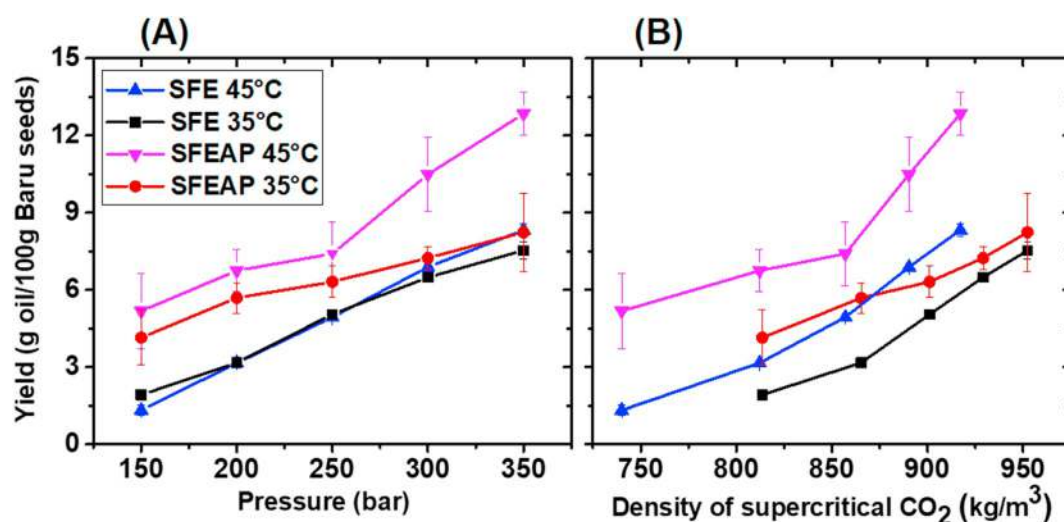 (A) (B)
Yield (g oil/100g Baru seeds)
15
12
9
6
3
0
SFE 45°C
SFE 35°C
SFEAP 45°C
SFEAP 35°C
150 200 250 300 350
750 800 850 900 950
Pressure (bar)
Density of supercritical CO₂ (kg/m³)